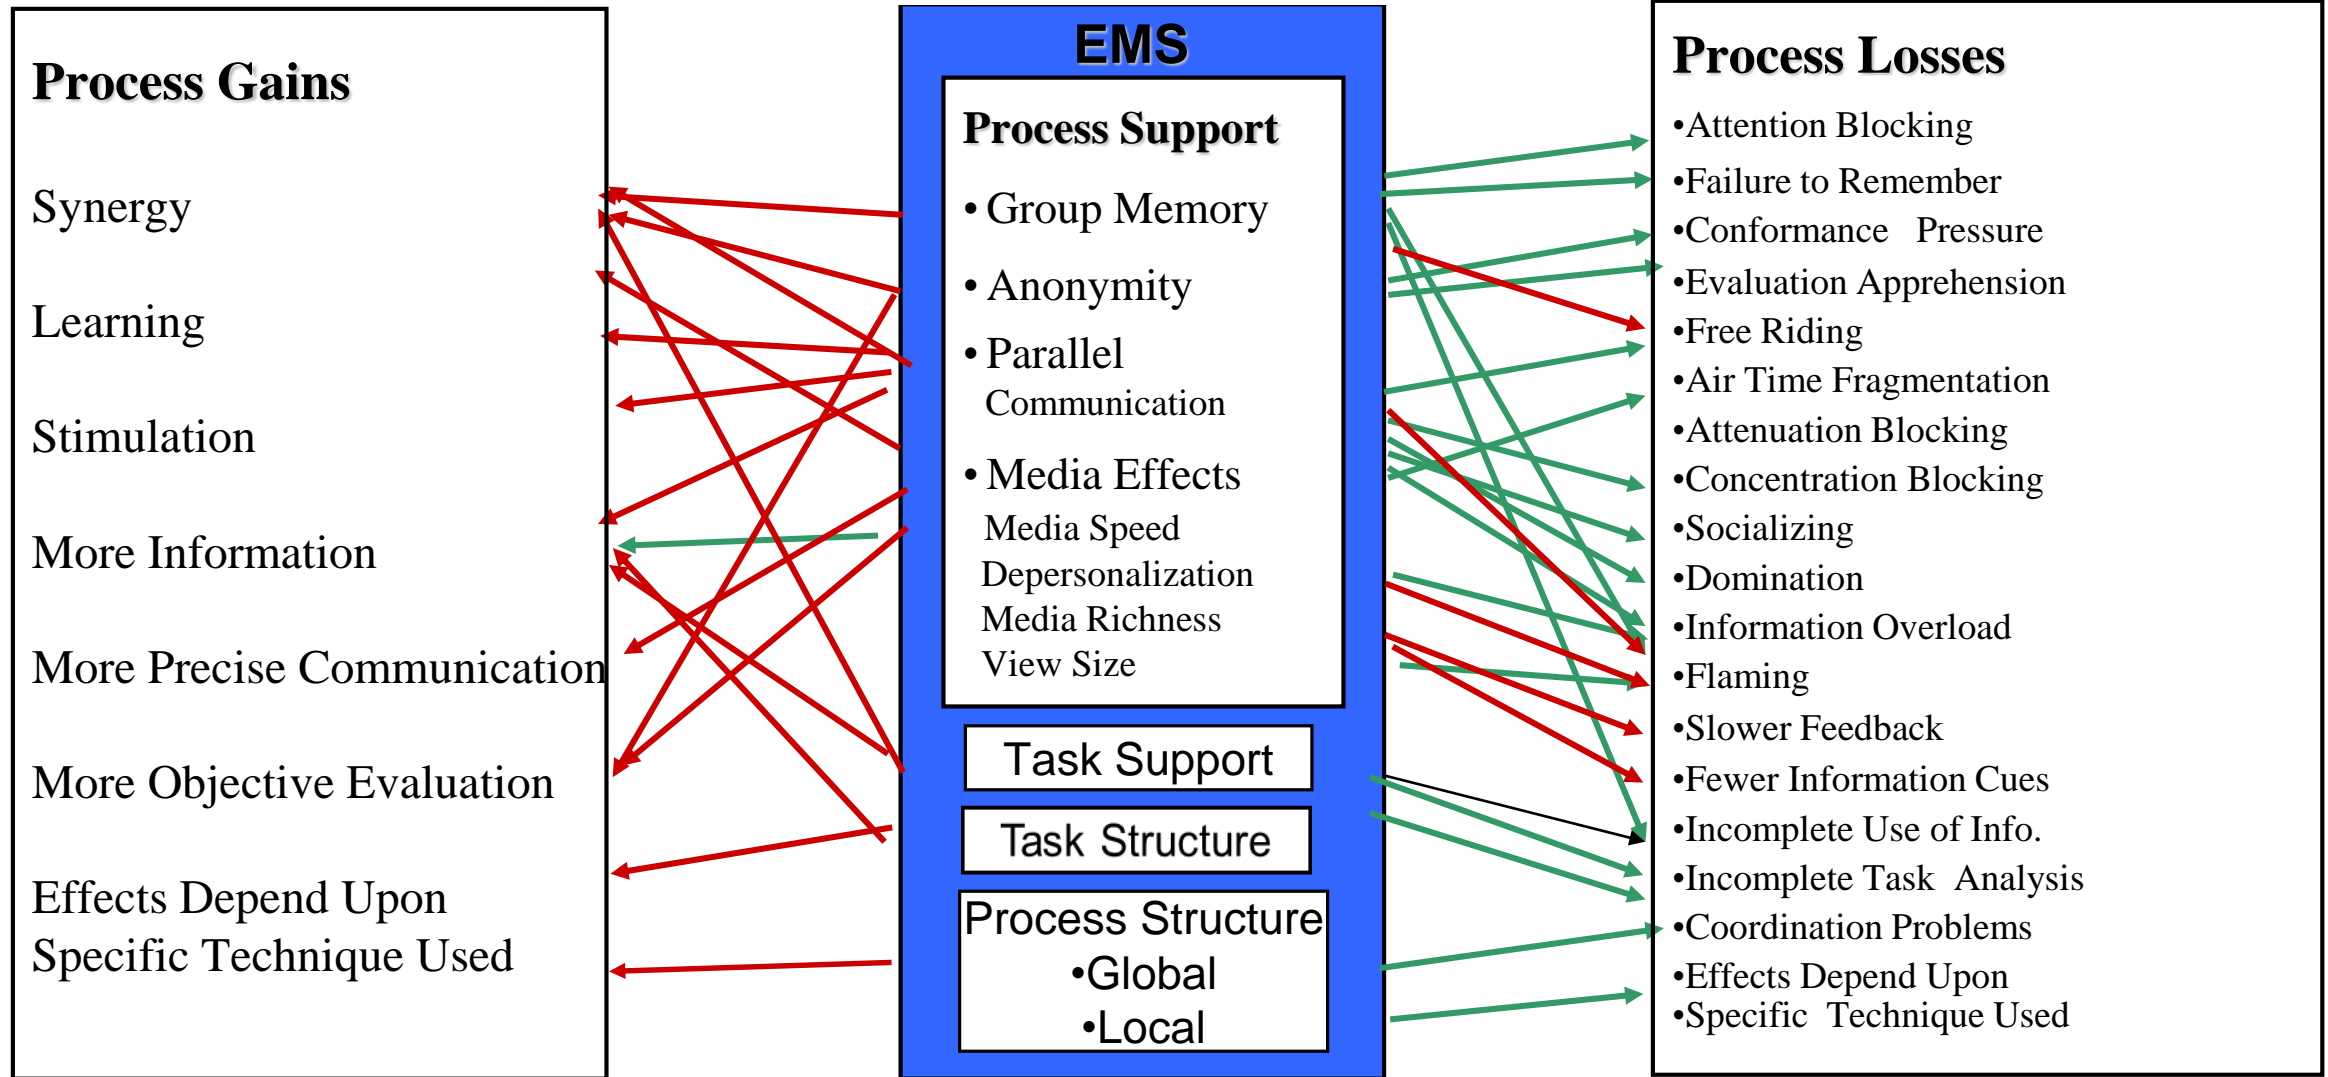 Process Gains
Synergy
Learning
Stimulation
More Information
More Precise Communication
More Objective Evaluation
Effects Depend Upon
Specific Technique Used
EMS
Process Support
• Group Memory
• Anonymity
• Parallel
Communication
• Media Effects
Media Speed
Depersonalization
Media Richness
View Size
Task Support
Task Structure
Process Structure
•Global
•Local
Process Losses
•Attention Blocking
•Failure to Remember
•Conformance Pressure
•Evaluation Apprehension
•Free Riding
•Air Time Fragmentation
•Attenuation Blocking
•Concentration Blocking
•Socializing
•Domination
•Information Overload
•Flaming
•Slower Feedback
•Fewer Information Cues
•Incomplete Use of Info.
•Incomplete Task Analysis
•Coordination Problems
•Effects Depend Upon
•Specific Technique Used